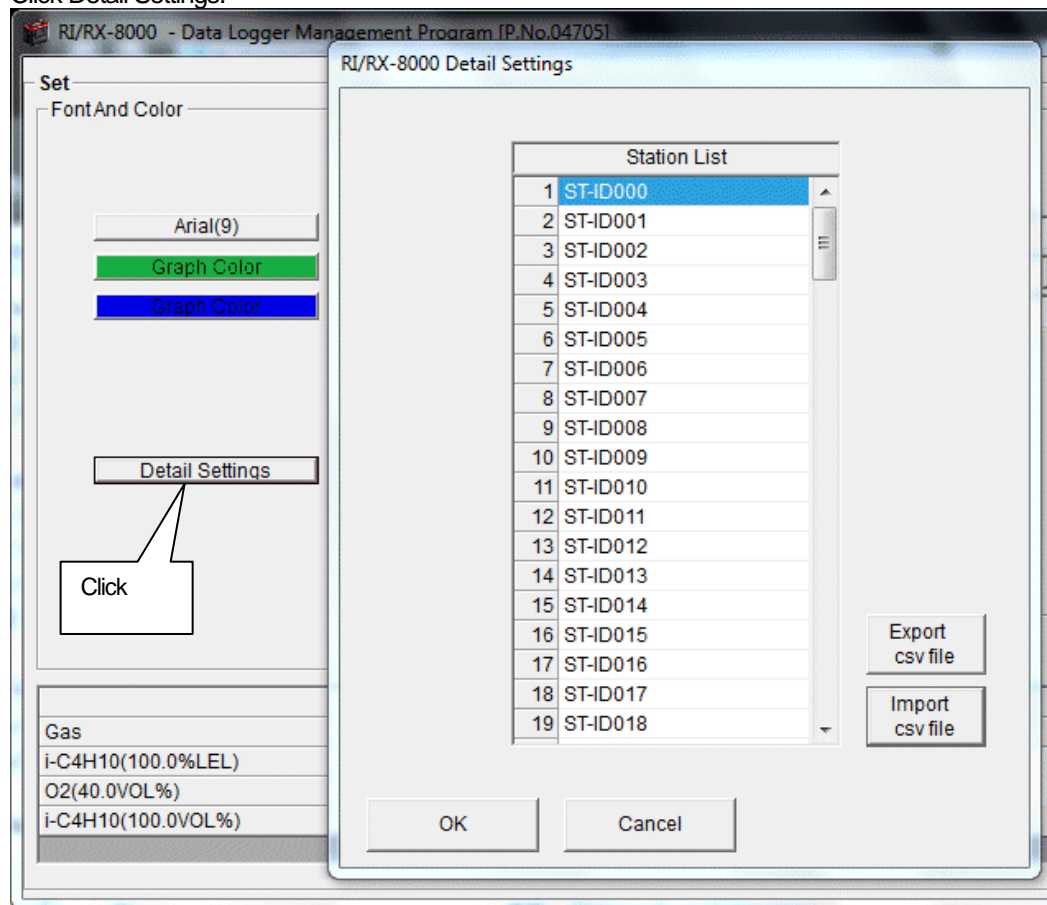 Click Detail Settings.
RI/RX-8000 - Data Logger Management Program [P.No.04705]
Set
Font And Color
Arial(9)
Graph Color
Graph Color
Detail Settings
Click
Gas
i-C4H10(100.0%LEL)
O2(40.0VOL%)
i-C4H10(100.0VOL%)
RI/RX-8000 Detail Settings
Station List
1 ST-ID000
2 ST-ID001
3 ST-ID002
4 ST-ID003
5 ST-ID004
6 ST-ID005
7 ST-ID006
8 ST-ID007
9 ST-ID008
10 ST-ID009
11 ST-ID010
12 ST-ID011
13 ST-ID012
14 ST-ID013
15 ST-ID014
16 ST-ID015
17 ST-ID016
18 ST-ID017
19 ST-ID018
Export
csv file
Import
csv file
OK
Cancel